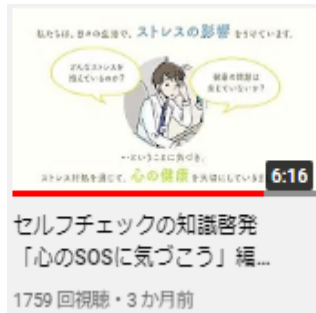 私たちは、日々の生活で、ストレスの影響 をうけています。
どんなストレスを
抱えているのか?
健康の問題は
生じていないか?
…ということに気づき、
ストレス対処を通じて、心の健康 を大切にしていま
6:16
セルフチェックの知識啓発
「心のSOSに気づこう」編...
1759 回視聴・3 か月前